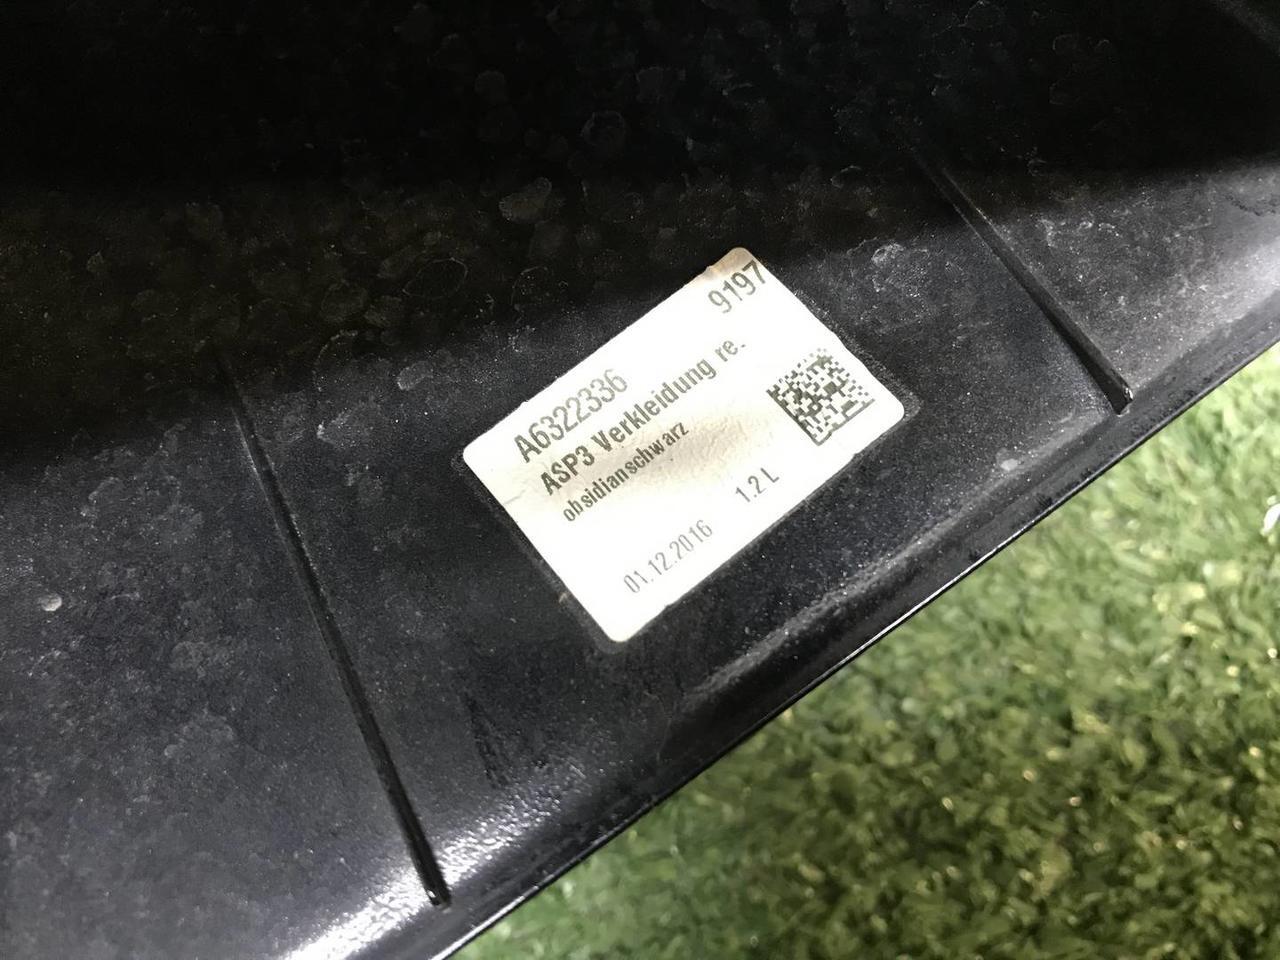 A6322336 9197
ASP3 Verkleidung re.
obsidianschwarz
01.12.2016 1.2 L